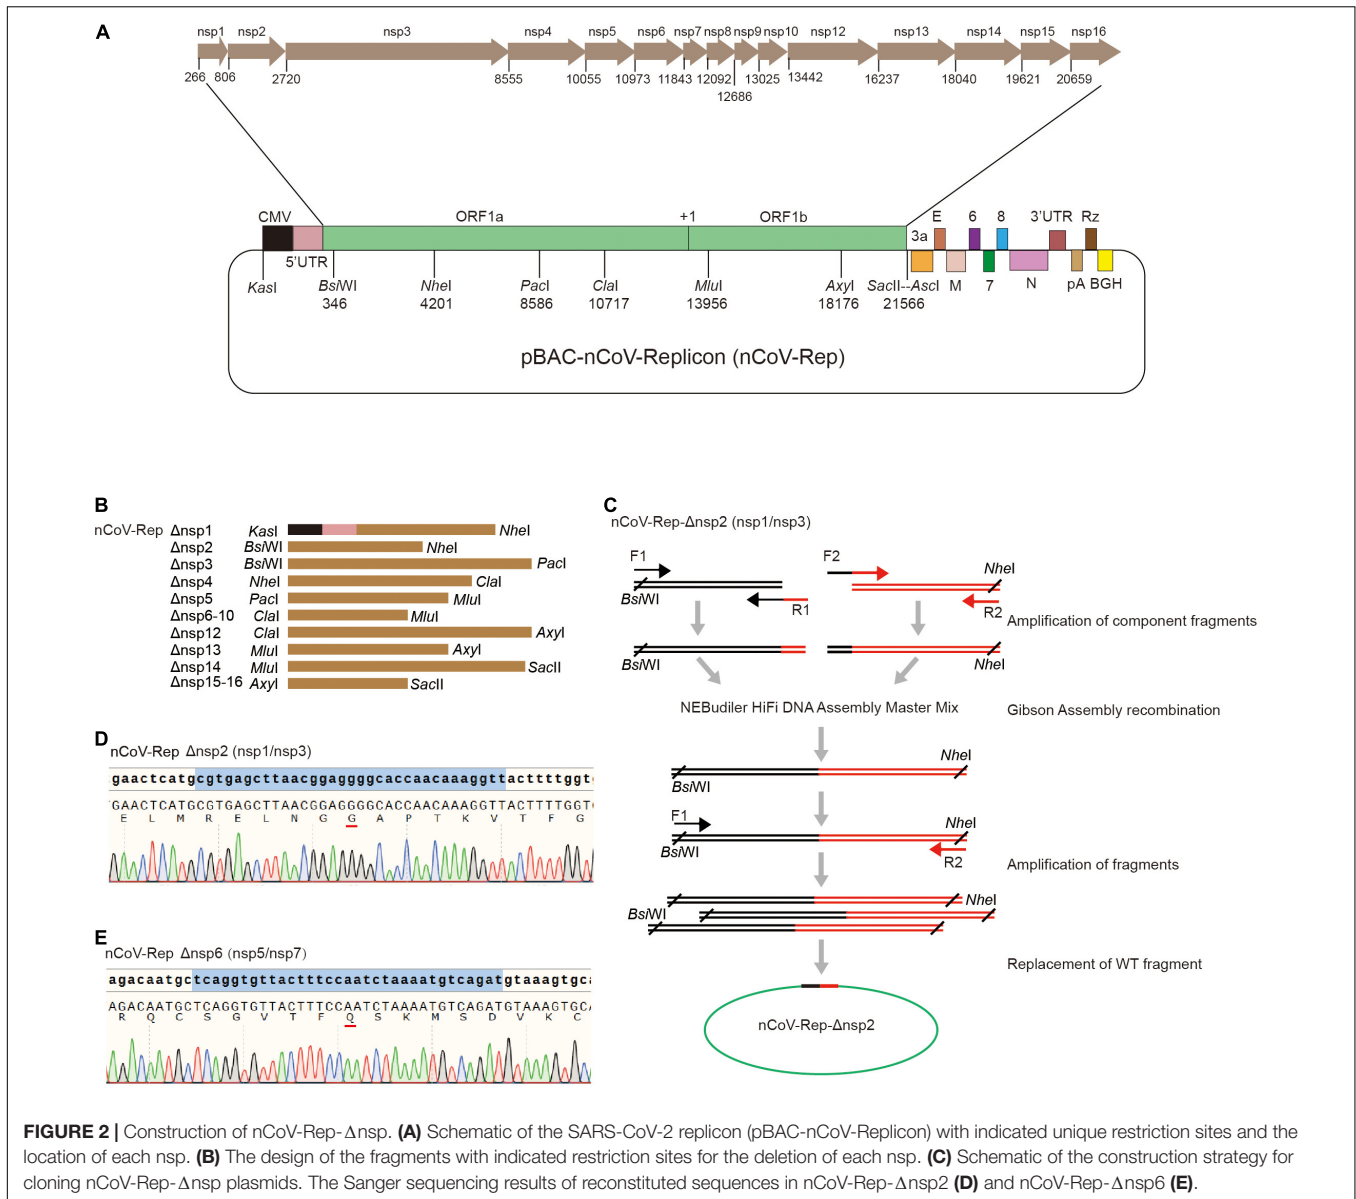 A
nsp1 nsp2 nsp3 nsp4 nsp5 nsp6 nsp7 nsp8 nsp9 nsp10 nsp12 nsp13 nsp14 nsp15 nsp16
266 806 2720 8555 10055 10973 11843 12092 13025 13442 16237 18040 19621 20659
12686
CMV ORF1a +1 ORF1b E 6 8 3'UTR Rz
3a
5'UTR
KasI BsiWI NheI PacI ClaI MluI AxyI SacII--AscI M 7 N pA BGH
346 4201 8586 10717 13956 18176 21566
pBAC-nCoV-Replicon (nCoV-Rep)
B
nCoV-Rep Δnsp1 KasI NheI
Δnsp2 BsiWI NheI
Δnsp3 BsiWI PacI
Δnsp4 NheI ClaI
Δnsp5 PacI MluI
Δnsp6-10 ClaI MluI
Δnsp12 ClaI AxyI
Δnsp13 MluI AxyI
Δnsp14 MluI SacII
Δnsp15-16 AxyI SacII
C
nCoV-Rep-Δnsp2 (nsp1/nsp3)
F1 F2
NheI
BsiWI R1 R2
Amplification of component fragments
BsiWI NheI
NEBudiler HiFi DNA Assembly Master Mix Gibson Assembly recombination
NheI
BsiWI
F1 NheI
BsiWI R2
Amplification of fragments
NheI
BsiWI
Replacement of WT fragment
nCoV-Rep-Δnsp2
D
nCoV-Rep Δnsp2 (nsp1/nsp3)
gaactcatgcgtgagcttaacggaggggcaccaacaaaggttacttttggt
GAACTCATGCGTGAGCTTAACGGAGGGGCACCAACAAAGGTTACTTTTGGT
E L M R E L N G G A P T K V T F G
E
nCoV-Rep Δnsp6 (nsp5/nsp7)
agacaatgctcaggtgttactttccaatctaaaatgtcagatgtaaagtgc
AGACAATGCTCAGGTGTTACTTTCCAATCTAAAATGTCAGATGTAAAGTGC
R Q C S G V T F Q S K M S D V K C
FIGURE 2 | Construction of nCoV-Rep-Δnsp. (A) Schematic of the SARS-CoV-2 replicon (pBAC-nCoV-Replicon) with indicated unique restriction sites and the
location of each nsp. (B) The design of the fragments with indicated restriction sites for the deletion of each nsp. (C) Schematic of the construction strategy for
cloning nCoV-Rep-Δnsp plasmids. The Sanger sequencing results of reconstituted sequences in nCoV-Rep-Δnsp2 (D) and nCoV-Rep-Δnsp6 (E).